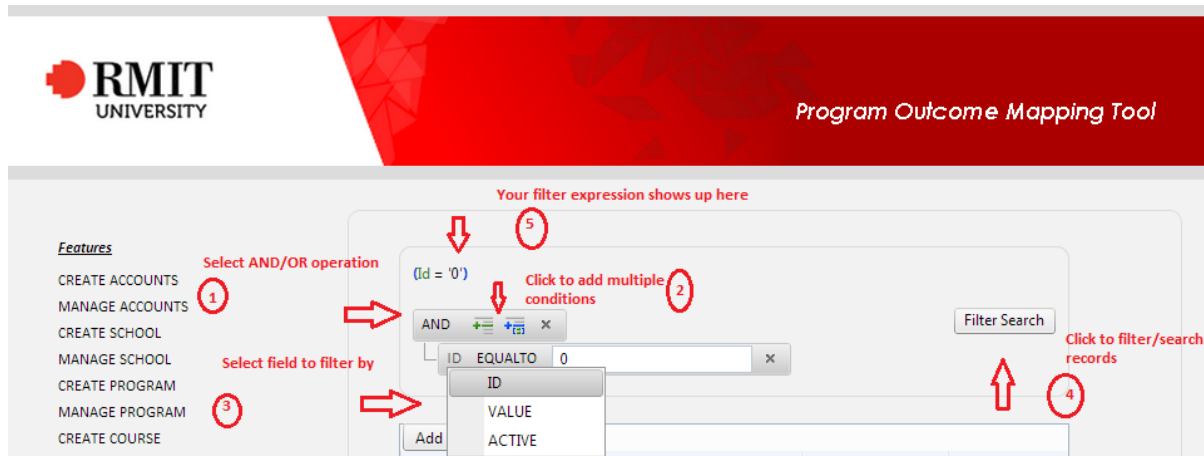 RMIT
UNIVERSITY
Program Outcome Mapping Tool
Your filter expression shows up here
5
Features
CREATE ACCOUNTS
MANAGE ACCOUNTS
CREATE SCHOOL
MANAGE SCHOOL
CREATE PROGRAM
MANAGE PROGRAM
CREATE COURSE
Select AND/OR operation
1
(Id = '0')
Click to add multiple
conditions
2
AND
ID EQUALTO 0
Filter Search
Click to filter/search
records
4
Select field to filter by
3
ID
VALUE
ACTIVE
Add